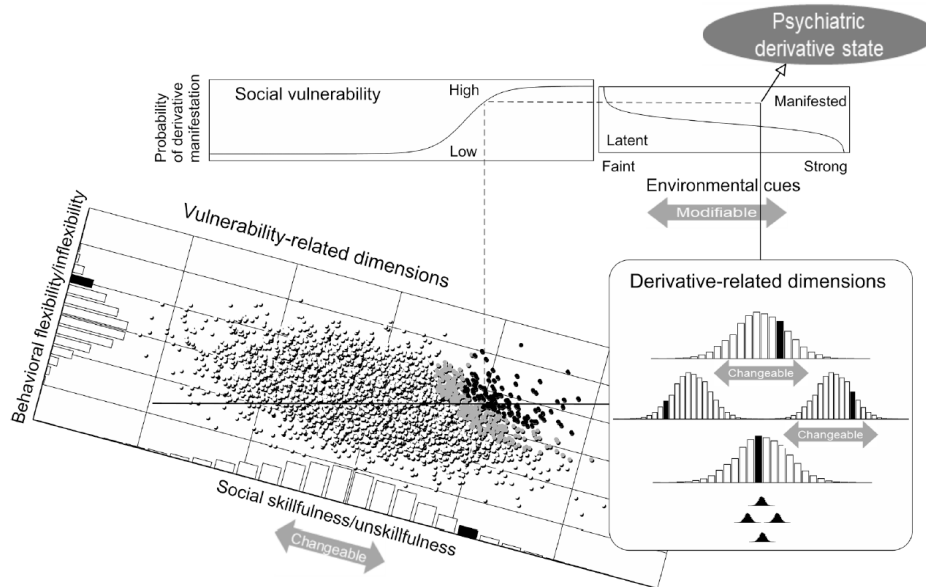 Psychiatric
derivative state
Probability
of derivative
manifestation
Social vulnerability
High
Low
Manifested
Latent
Faint
Strong
Environmental cues
Modifiable
Vulnerability-related dimensions
Behavioral flexibility/inflexibility
Social skillfulness/unskillfulness
Changeable
Derivative-related dimensions
Changeable
Changeable